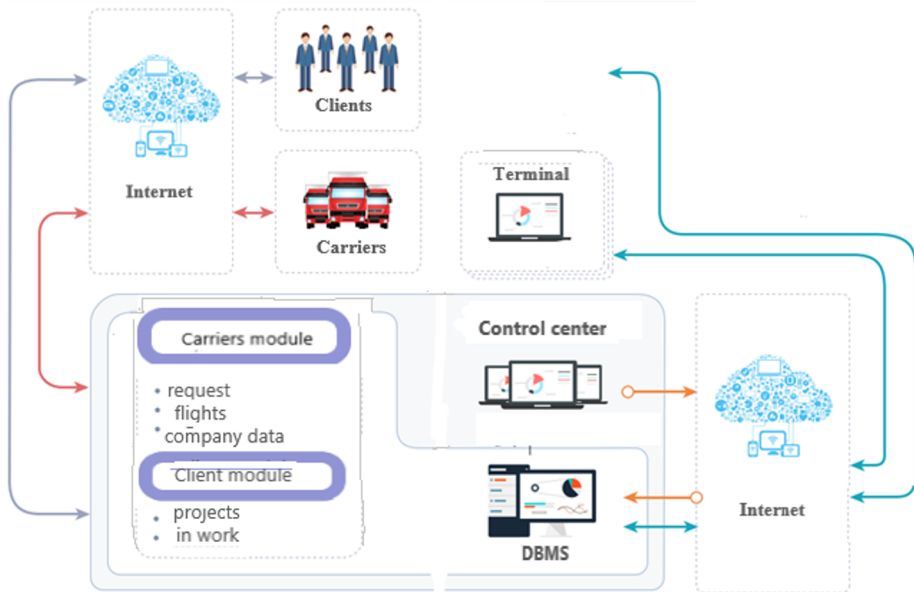 Clients
Internet
Carriers
Terminal
Carriers module
request
flights
company data
Client module
projects
in work
Control center
DBMS
Internet